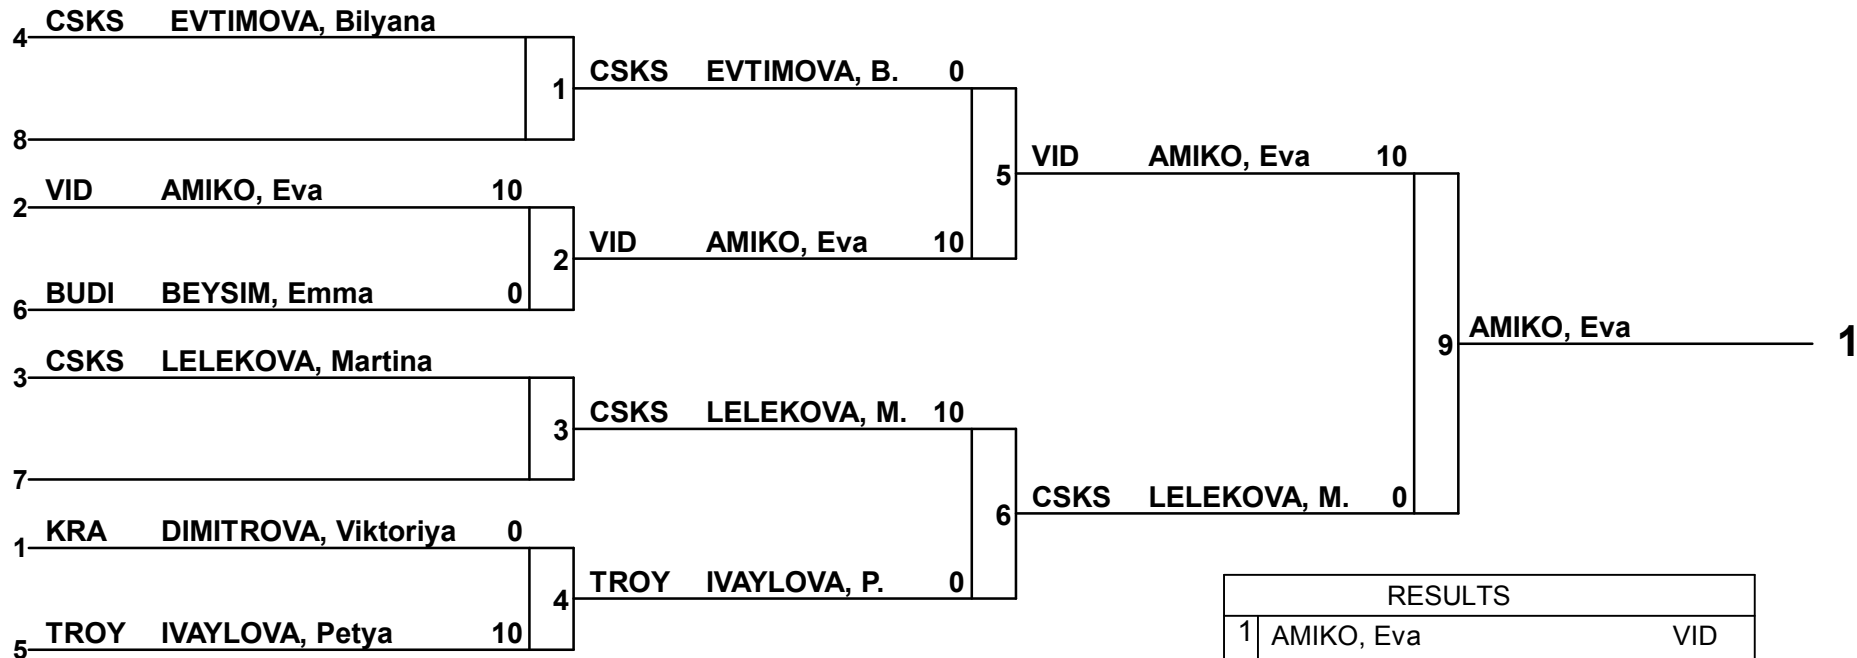 4 CSKS EVTIMOVA, Bilyana
1 CSKS EVTIMOVA, B. 0
8
5 VID AMIKO, Eva 10
2 VID AMIKO, Eva 10
2 VID AMIKO, Eva 10
6 BUDI BEYSIM, Emma 0
9 AMIKO, Eva 1
3 CSKS LELEKOVA, Martina
3 CSKS LELEKOVA, M. 10
7
6 CSKS LELEKOVA, M. 0
1 KRA DIMITROVA, Viktoriya 0
4 TROY IVAYLOVA, P. 0
5 TROY IVAYLOVA, Petya 10
RESULTS
1 AMIKO, Eva VID